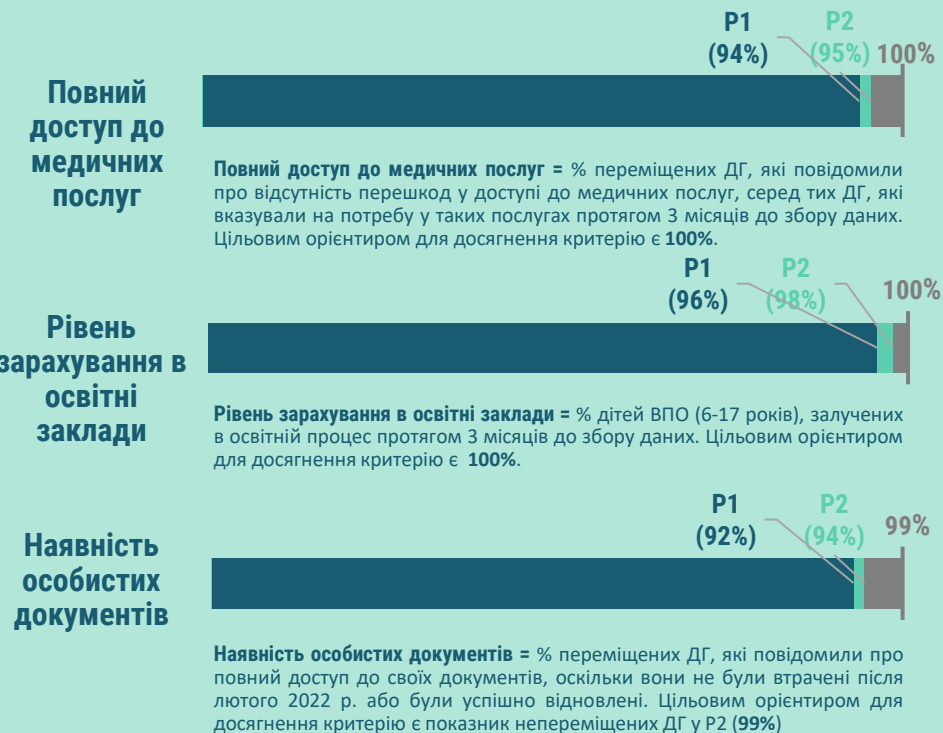 P1
(94%)
P2
(95%)
100%
Повний
доступ до
медичних
послуг
Повний доступ до медичних послуг = % переміщених ДГ, які повідомили
про відсутність перешкод у доступі до медичних послуг, серед тих ДГ, які
вказували на потребу у таких послугах протягом 3 місяців до збору даних.
Цільовим орієнтиром для досягнення критерію є 100%.
P1
(96%)
P2
(98%)
100%
Рівень
зарахування в
освітні
заклади
Рівень зарахування в освітні заклади = % дітей ВПО (6-17 років), залучених
в освітній процес протягом 3 місяців до збору даних. Цільовим орієнтиром
для досягнення критерію є 100%.
P1
(92%)
P2
(94%)
99%
Наявність
особистих
документів
Наявність особистих документів = % переміщених ДГ, які повідомили про
повний доступ до своїх документів, оскільки вони не були втрачені після
лютого 2022 р. або були успішно відновлені. Цільовим орієнтиром для
досягнення критерію є показник непереміщених ДГ у Р2 (99%)